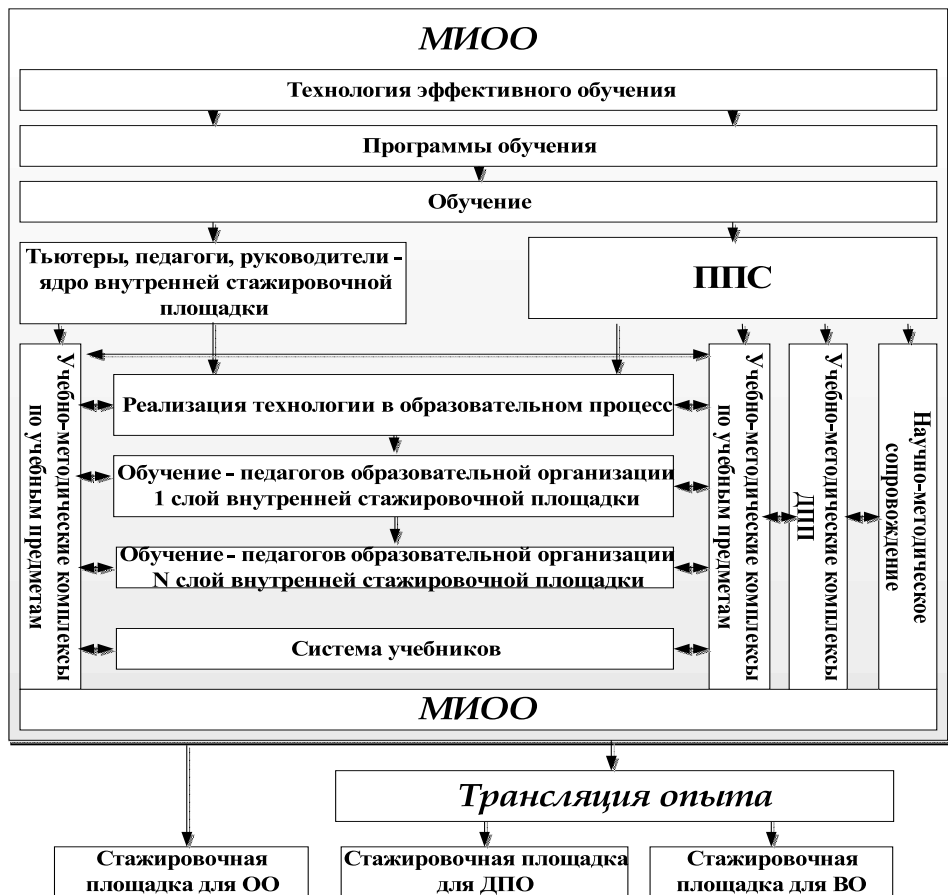 МИОО
Технология эффективного обучения
Программы обучения
Обучение
Тьютеры, педагоги, руководители -
ядро внутренней стажировочной
площадки
ППС
Учебно-методические комплексы
по учебным предметам
Реализация технологии в образовательном процесс
Обучение - педагогов образовательной организации
1 слой внутренней стажировочной площадки
Обучение - педагогов образовательной организации
N слой внутренней стажировочной площадки
Система учебников
Учебно-методические комплексы
по учебным предметам
Учебно-методические комплексы
ДПП
Научно-методическое
сопровождение
МИОО
Трансляция опыта
Стажировочная
площадка для ОО
Стажировочная площадка
для ДПО
Стажировочная
площадка для ВО